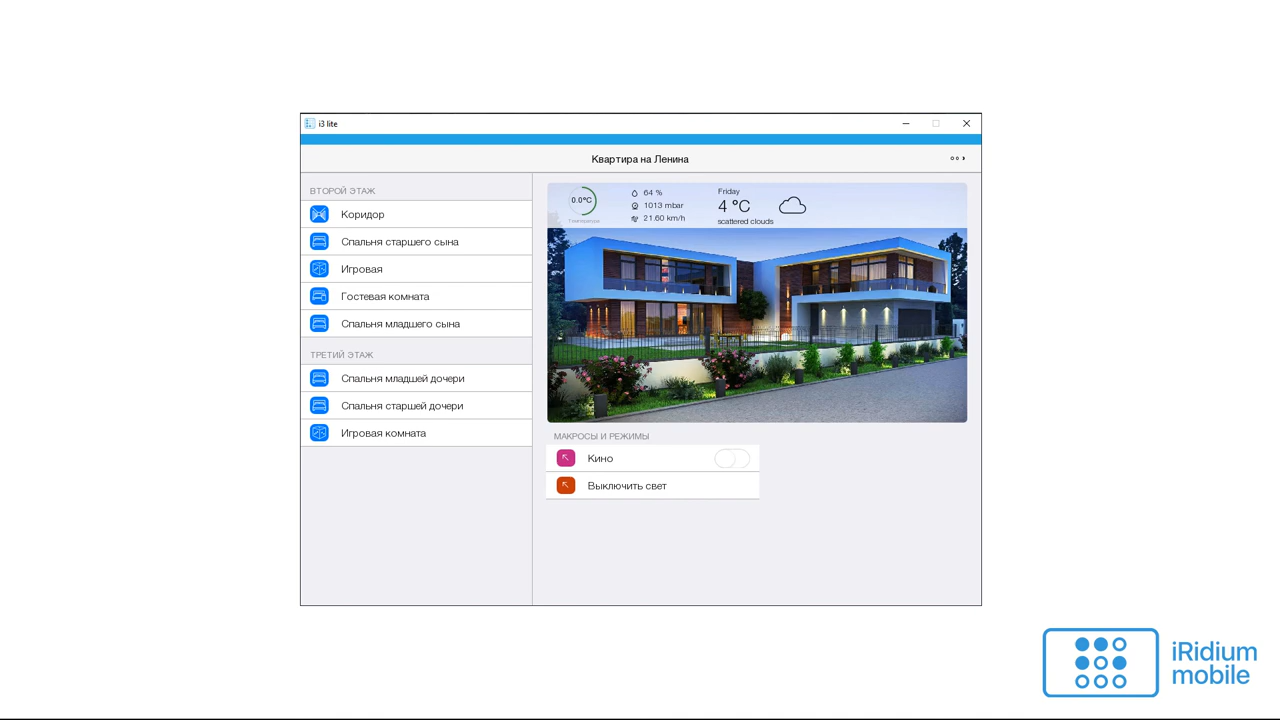 i3 lite
Квартира на Ленина
ВТОРОЙ ЭТАЖ
Коридор
Спальня старшего сына
Игровая
Гостевая комната
Спальня младшего сына
ТРЕТИЙ ЭТАЖ
Спальня младшей дочери
Спальня старшей дочери
Игровая комната
0.0°C
Температура
64 %
1013 mbar
21.60 km/h
Friday
4 °C
scattered clouds
МАКРОСЫ И РЕЖИМЫ
Кино
Выключить свет
iRidium
mobile